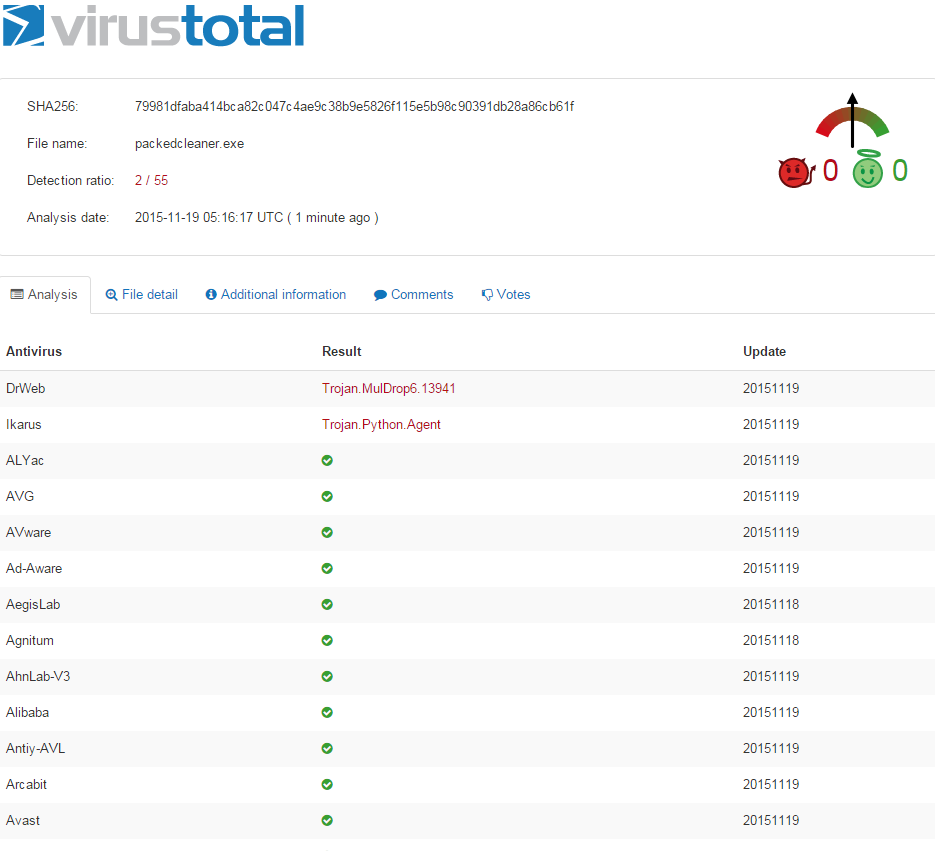 virustotal
SHA256: 79981dfaba414bca82c047c4ae9c38b9e5826f115e5b98c90391db28a86cb61f
File name: packedcleaner.exe
Detection ratio: 2 / 55
0 0
Analysis date: 2015-11-19 05:16:17 UTC ( 1 minute ago )
Analysis File detail Additional information Comments Votes
Antivirus Result Update
DrWeb Trojan.MulDrop6.13941 20151119
Ikarus Trojan.Python.Agent 20151119
ALYac 20151119
AVG 20151119
AVware 20151119
Ad-Aware 20151119
AegisLab 20151118
Agnitum 20151118
AhnLab-V3 20151119
Alibaba 20151119
Antiy-AVL 20151119
Arcabit 20151119
Avast 20151119